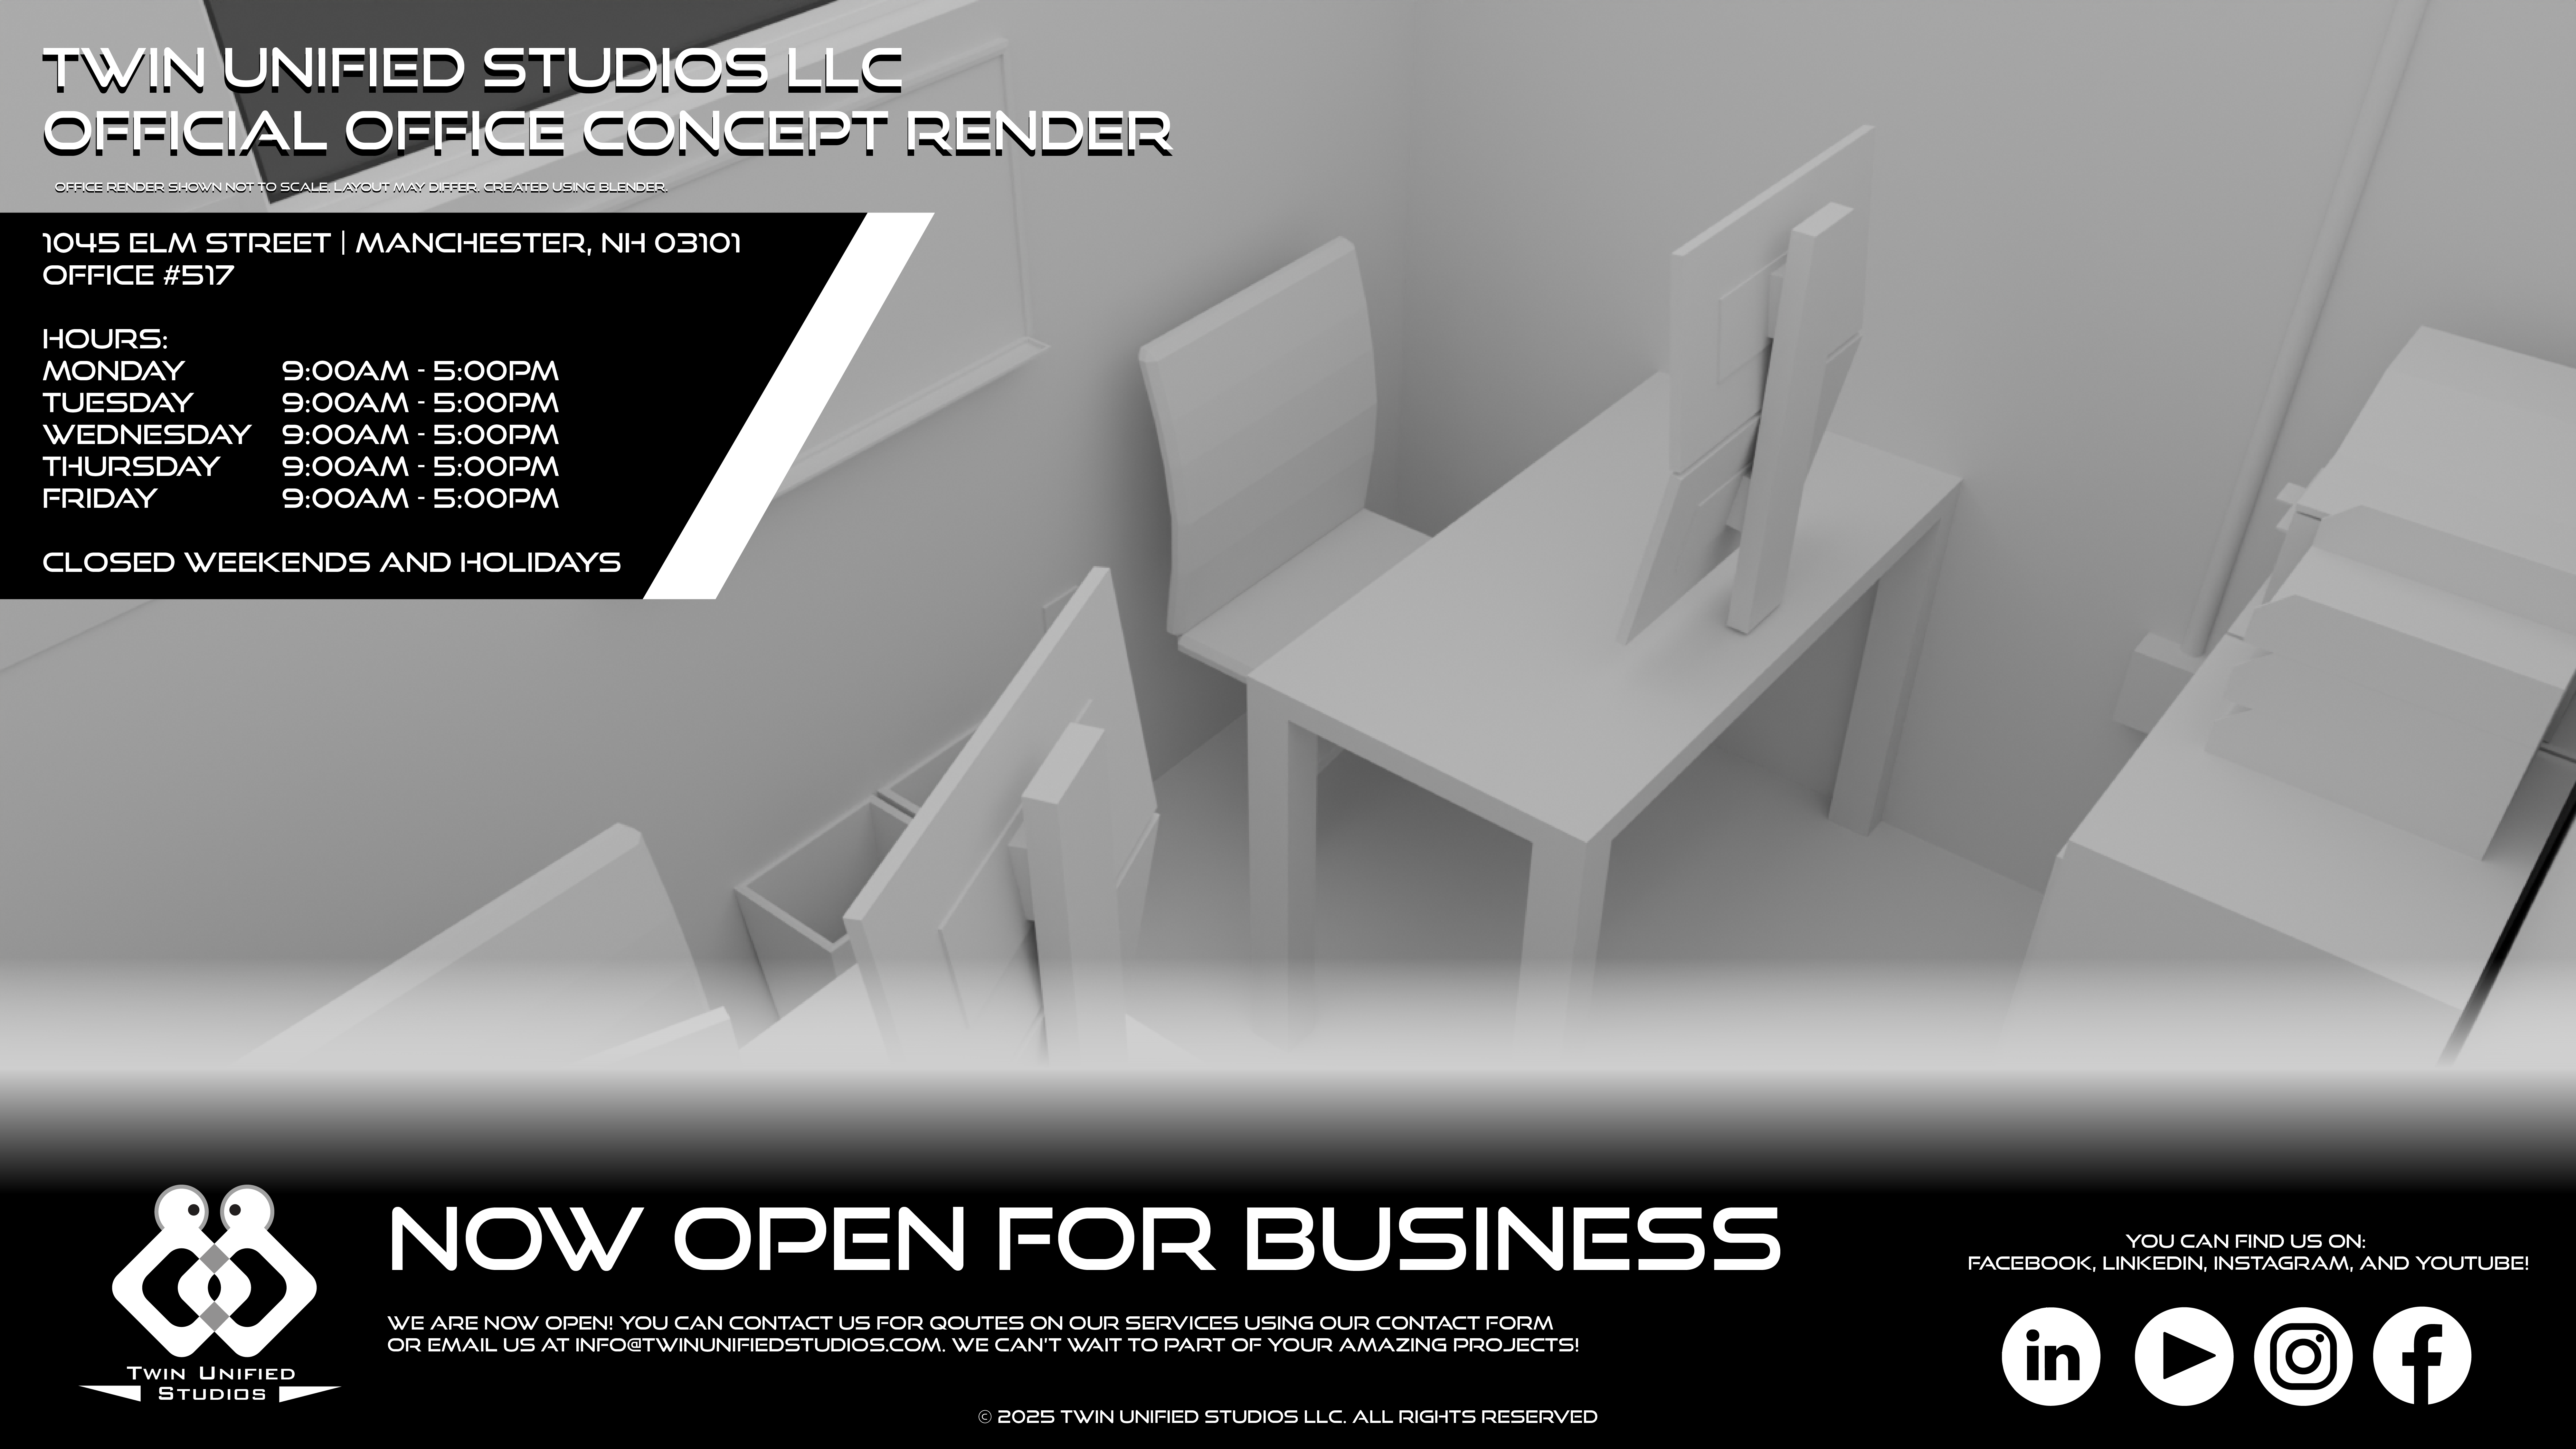 TWIN UNIFIED STUDIOS LLC
OFFICIAL OFFICE CONCEPT RENDER
OFFICE RENDER SHOWN NOT TO SCALE. LAYOUT MAY DIFFER. CREATED USING BLENDER.
1045 ELM STREET | MANCHESTER, NH 03101
OFFICE #517
HOURS:
MONDAY 9:00AM - 5:00PM
TUESDAY 9:00AM - 5:00PM
WEDNESDAY 9:00AM - 5:00PM
THURSDAY 9:00AM - 5:00PM
FRIDAY 9:00AM - 5:00PM
CLOSED WEEKENDS AND HOLIDAYS
NOW OPEN FOR BUSINESS
WE ARE NOW OPEN! YOU CAN CONTACT US FOR QOUTES ON OUR SERVICES USING OUR CONTACT FORM
OR EMAIL US AT INFO@TWINUNIFIEDSTUDIOS.COM. WE CAN'T WAIT TO PART OF YOUR AMAZING PROJECTS!
TWIN UNIFIED
STUDIOS
YOU CAN FIND US ON:
FACEBOOK, LINKEDIN, INSTAGRAM, AND YOUTUBE!
in
f
© 2025 TWIN UNIFIED STUDIOS LLC. ALL RIGHTS RESERVED